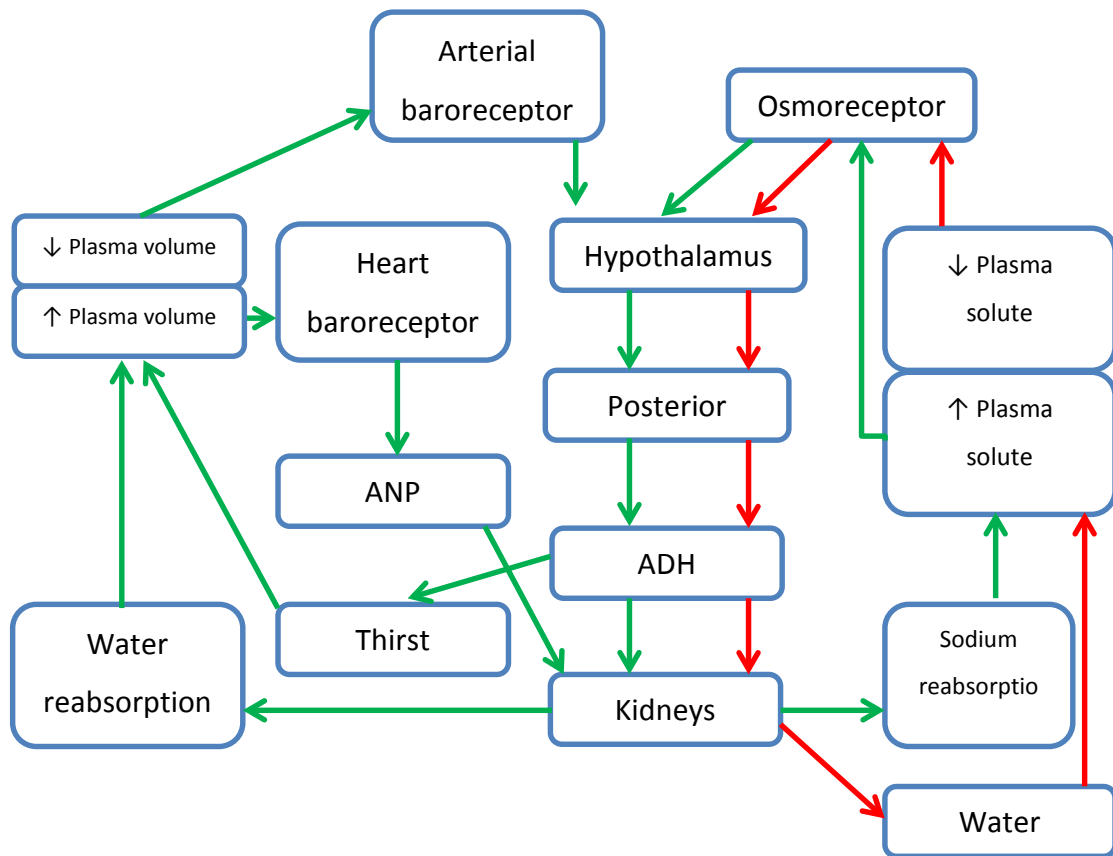 Arterial
baroreceptor
Osmoreceptor
↓ Plasma volume
↑ Plasma volume
Heart
baroreceptor
Hypothalamus
↓ Plasma
solute
↑ Plasma
solute
Posterior
ANP
ADH
Water
reabsorption
Thirst
Kidneys
Sodium
reabsorptio
Water